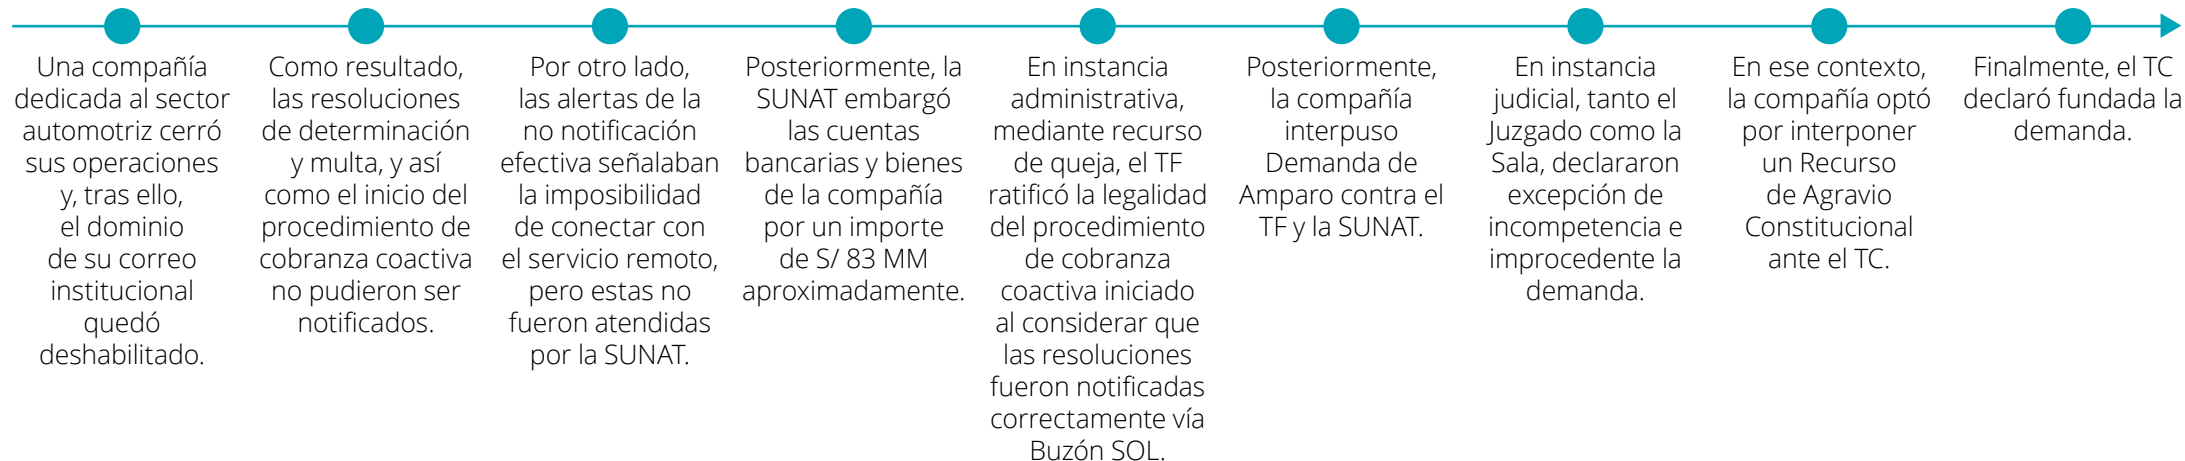 Una compañía
dedicada al sector
automotriz cerró
sus operaciones
y, tras ello,
el dominio
de su correo
institucional
quedó
deshabilitado.
Como resultado,
las resoluciones
de determinación
y multa, y así
como el inicio del
procedimiento de
cobranza coactiva
no pudieron ser
notificados.
Por otro lado,
las alertas de la
no notificación
efectiva señalaban
la imposibilidad
de conectar con
el servicio remoto,
pero estas no
fueron atendidas
por la SUNAT.
Posteriormente, la
SUNAT embargó
las cuentas
bancarias y bienes
de la compañía
por un importe
de S/ 83 MM
aproximadamente.
En instancia
administrativa,
mediante recurso
de queja, el TF
ratificó la legalidad
del procedimiento
de cobranza
coactiva iniciado
al considerar que
las resoluciones
fueron notificadas
correctamente vía
Buzón SOL.
Posteriormente,
la compañía
interpuso
Demanda de
Amparo contra el
TF y la SUNAT.
En instancia
judicial, tanto el
Juzgado como la
Sala, declararon
excepción de
incompetencia e
improcedente la
demanda.
En ese contexto,
la compañía optó
por interponer
un Recurso
de Agravio
Constitucional
ante el TC.
Finalmente, el TC
declaró fundada la
demanda.